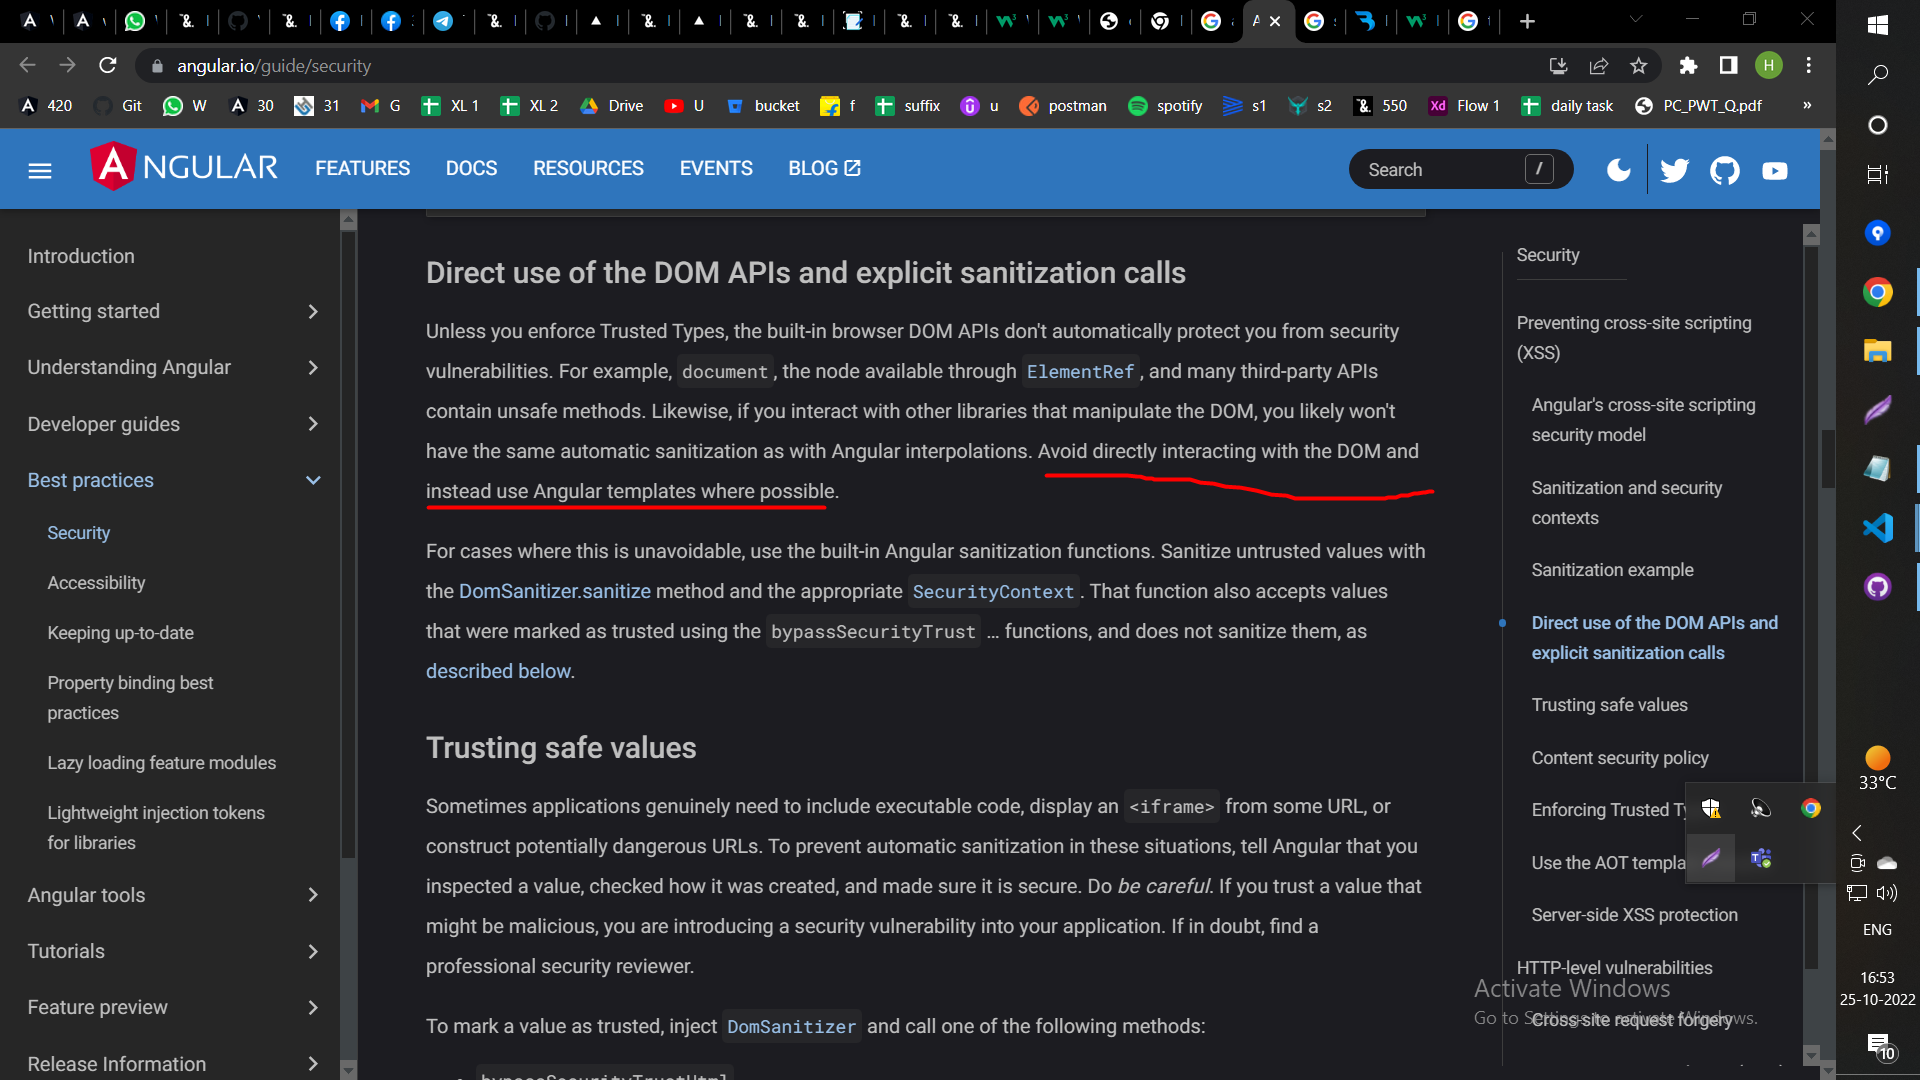 angular.io/guide/security
H
420
Git
W
30
31
G
XL 1
XL 2
Drive
U
bucket
f
suffix
u
postman
spotify
s1
s2
550
Flow 1
daily task
PC_PWT_Q.pdf
»
ANGULAR
FEATURES
DOCS
RESOURCES
EVENTS
BLOG
Search
/
Introduction
Getting started
Understanding Angular
Developer guides
Best practices
Security
Accessibility
Keeping up-to-date
Property binding best
practices
Lazy loading feature modules
Lightweight injection tokens
for libraries
Angular tools
Tutorials
Feature preview
Release Information
Direct use of the DOM APIs and explicit sanitization calls
Unless you enforce Trusted Types, the built-in browser DOM APIs don't automatically protect you from security
vulnerabilities. For example, document, the node available through ElementRef, and many third-party APIs
contain unsafe methods. Likewise, if you interact with other libraries that manipulate the DOM, you likely won't
have the same automatic sanitization as with Angular interpolations. Avoid directly interacting with the DOM and
instead use Angular templates where possible.
For cases where this is unavoidable, use the built-in Angular sanitization functions. Sanitize untrusted values with
the DomSanitizer.sanitize method and the appropriate SecurityContext. That function also accepts values
that were marked as trusted using the bypassSecurityTrust … functions, and does not sanitize them, as
described below.
Trusting safe values
Sometimes applications genuinely need to include executable code, display an <iframe> from some URL, or
construct potentially dangerous URLs. To prevent automatic sanitization in these situations, tell Angular that you
inspected a value, checked how it was created, and made sure it is secure. Do be careful. If you trust a value that
might be malicious, you are introducing a security vulnerability into your application. If in doubt, find a
professional security reviewer.
To mark a value as trusted, inject DomSanitizer and call one of the following methods:
bypassSecurityTrustHtml
Security
Preventing cross-site scripting
(XSS)
Angular's cross-site scripting
security model
Sanitization and security
contexts
Sanitization example
Direct use of the DOM APIs and
explicit sanitization calls
Trusting safe values
Content security policy
Enforcing Trusted Ty
Use the AOT templa
Server-side XSS protection
HTTP-level vulnerabilities
Cross-site request forgery
Activate Windows
Go to Settings to activate Windows.
33°C
ENG
16:53
25-10-2022
10